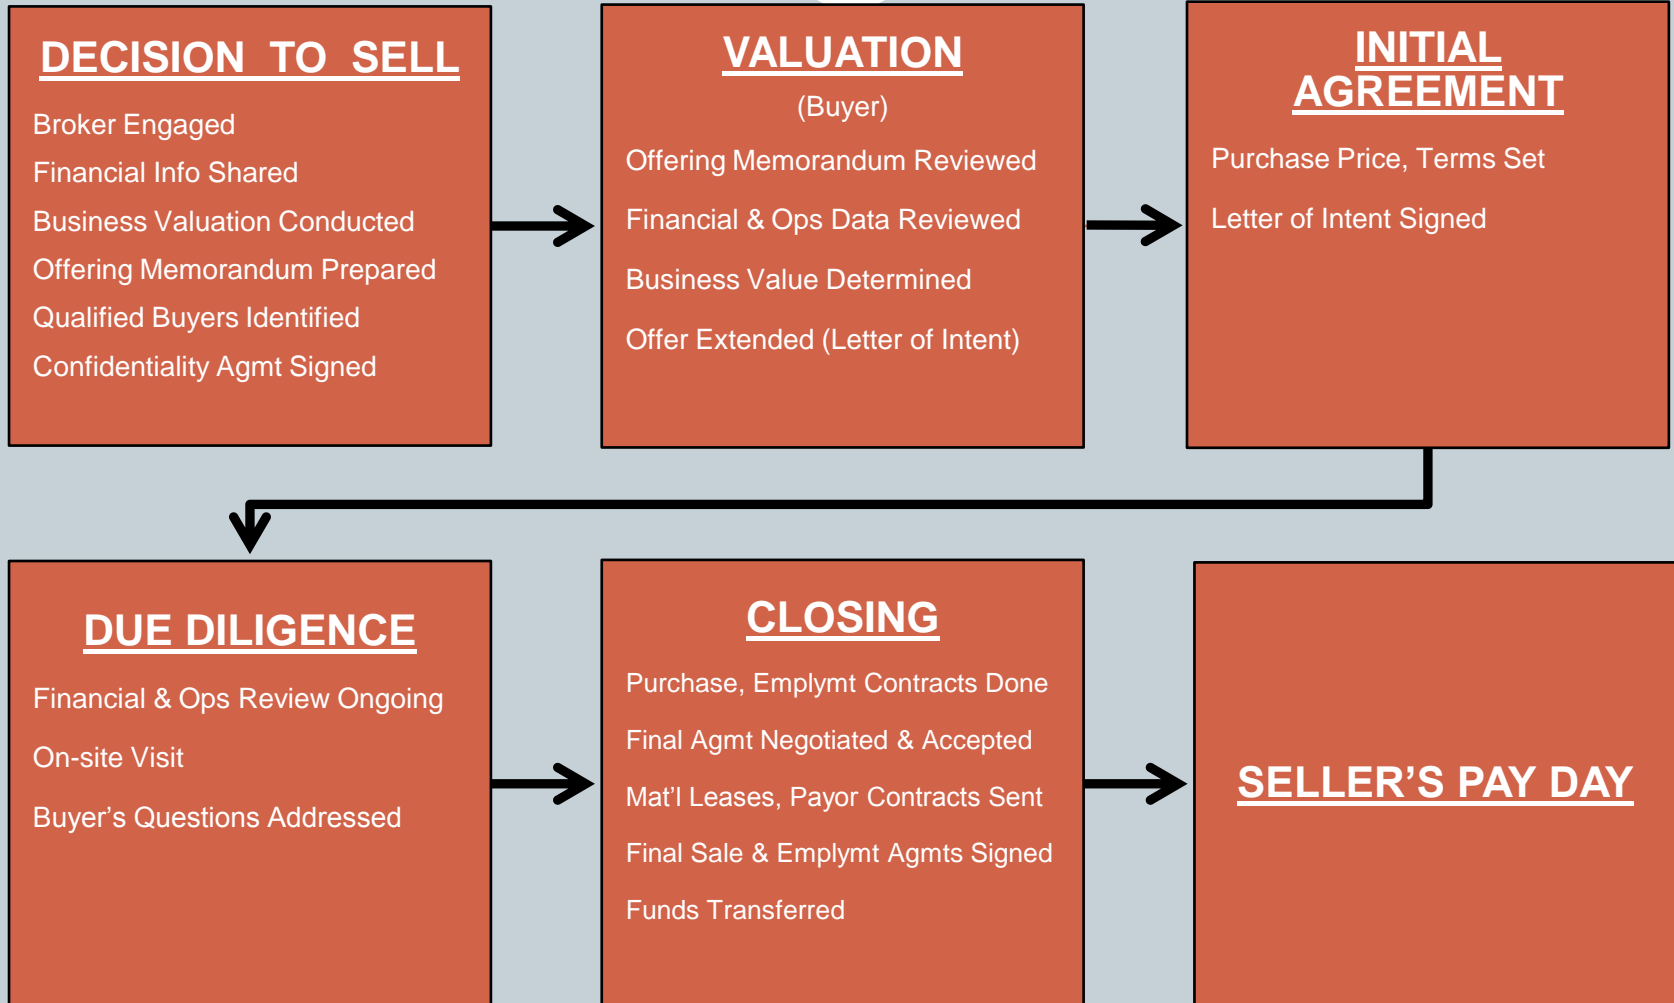 DECISION TO SELL
Broker Engaged
Financial Info Shared
Business Valuation Conducted
Offering Memorandum Prepared
Qualified Buyers Identified
Confidentiality Agmt Signed
VALUATION
(Buyer)
Offering Memorandum Reviewed
Financial & Ops Data Reviewed
Business Value Determined
Offer Extended (Letter of Intent)
INITIAL
AGREEMENT
Purchase Price, Terms Set
Letter of Intent Signed
DUE DILIGENCE
Financial & Ops Review Ongoing
On-site Visit
Buyer’s Questions Addressed
CLOSING
Purchase, Emplymt Contracts Done
Final Agmt Negotiated & Accepted
Mat’l Leases, Payor Contracts Sent
Final Sale & Emplymt Agmts Signed
Funds Transferred
SELLER’S PAY DAY